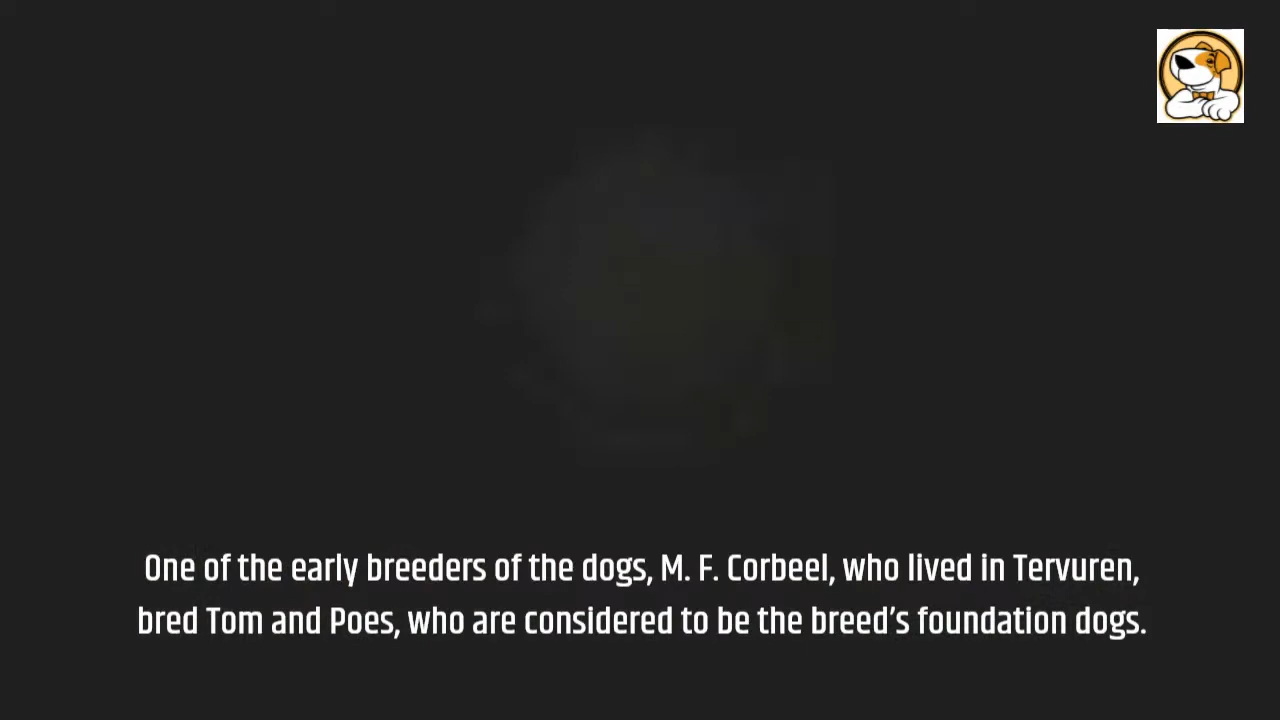 One of the early breeders of the dogs, M. F. Corbeel, who lived in Tervuren,
bred Tom and Poes, who are considered to be the breed’s foundation dogs.